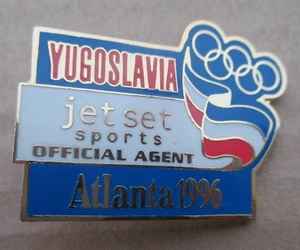 YUGOSLAVIA
jet set
sports
OFFICIAL AGENT
Atlanta 1996